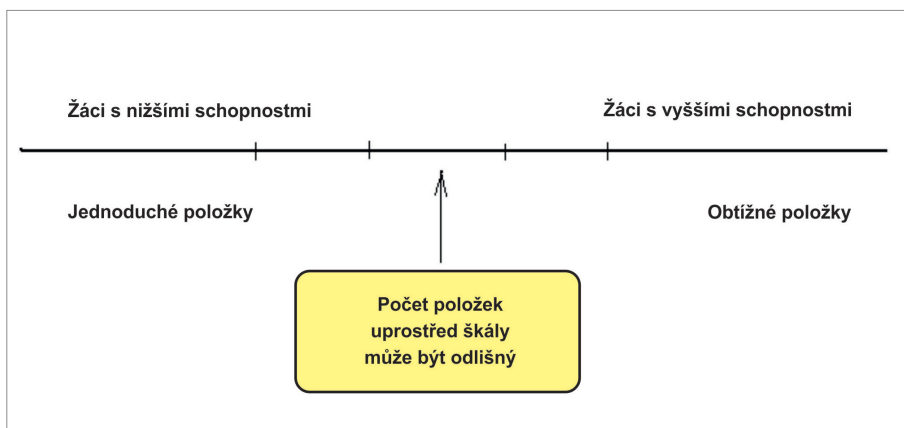 Žáci s nižšími schopnostmi
Žáci s vyššími schopnostmi
Jednoduché položky
Obtížné položky
Počet položek
uprostřed škály
může být odlišný